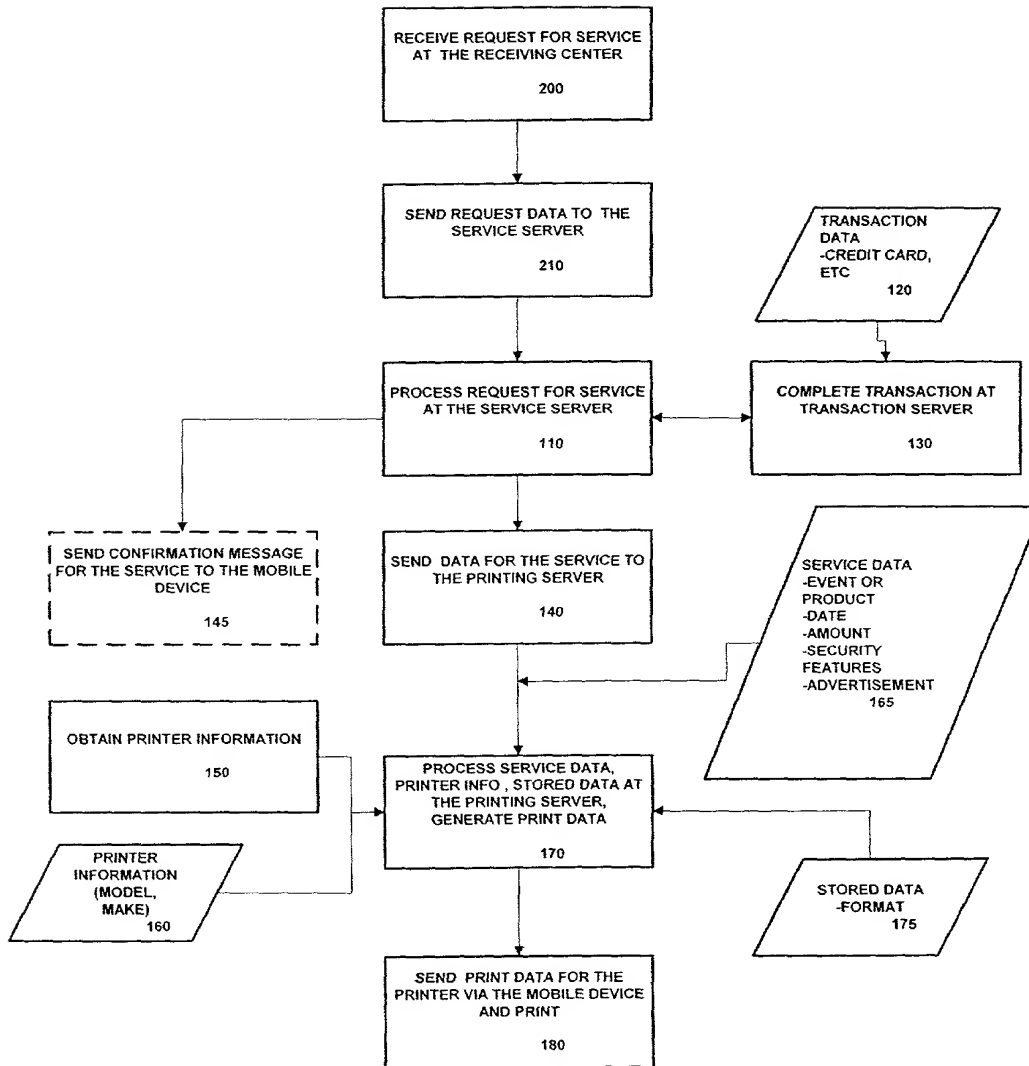 RECEIVE REQUEST FOR SERVICE
AT THE RECEIVING CENTER
200
SEND REQUEST DATA TO THE
SERVICE SERVER
210
TRANSACTION
DATA
-CREDIT CARD,
ETC
120
PROCESS REQUEST FOR SERVICE
AT THE SERVICE SERVER
110
COMPLETE TRANSACTION AT
TRANSACTION SERVER
130
SEND CONFIRMATION MESSAGE
FOR THE SERVICE TO THE MOBILE
DEVICE
145
SEND DATA FOR THE SERVICE TO
THE PRINTING SERVER
140
SERVICE DATA
-EVENT OR
PRODUCT
-DATE
-AMOUNT
-SECURITY
FEATURES
-ADVERTISEMENT
165
OBTAIN PRINTER INFORMATION
150
PROCESS SERVICE DATA,
PRINTER INFO , STORED DATA AT
THE PRINTING SERVER,
GENERATE PRINT DATA
170
PRINTER
INFORMATION
(MODEL,
MAKE)
160
STORED DATA
-FORMAT
175
SEND PRINT DATA FOR THE
PRINTER VIA THE MOBILE DEVICE
AND PRINT
180